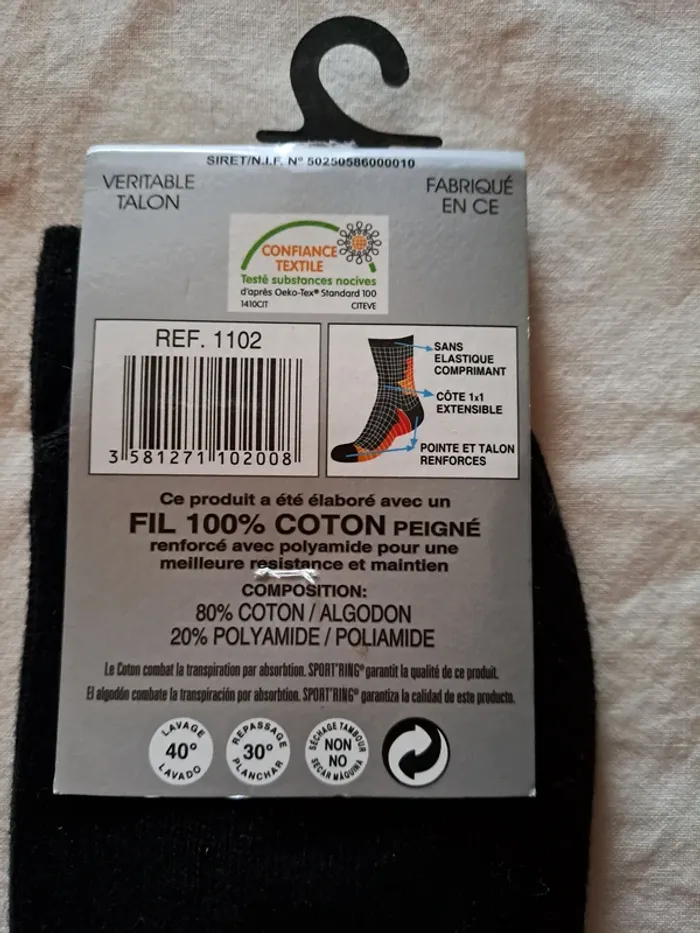 SIRET/N.I.F. N° 50250586000010
VERITABLE
TALON
FABRIQUÉ
EN CE
CONFIANCE
TEXTILE
Testé substances nocives
d'après Oeko-Tex® Standard 100
1410CIT CITEVE
REF. 1102
3 581271 102008
SANS
ELASTIQUE
COMPRIMANT
CÔTE 1x1
EXTENSIBLE
POINTE ET TALON
RENFORCES
Ce produit a été élaboré avec un
FIL 100% COTON PEIGNÉ
renforcé avec polyamide pour une
meilleure resistance et maintien
COMPOSITION:
80% COTON / ALGODON
20% POLYAMIDE / POLIAMIDE
Le Coton combat la transpiration par absorbtion. SPORT'RING® garantit la qualité de ce produit.
El algodón combate la transpiración por absorbtion. SPORT'RING® garantiza la calidad de este producto.
LAVAGE
40°
LAVADO
REPASSAGE
30°
PLANCHAR
SÉCHAGE TAMBOUR
NON
NO
SECAR MÁQUINA